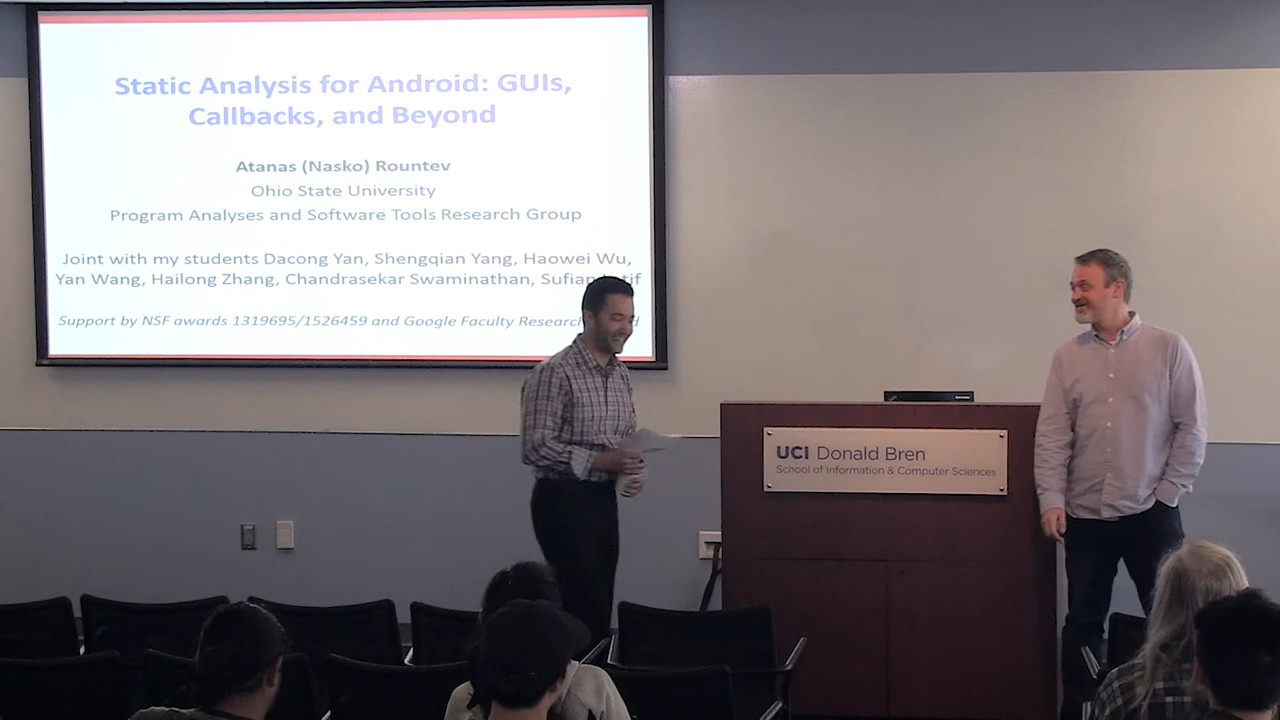 Static Analysis for Android: GUIs,
Callbacks, and Beyond
Atanas (Nasko) Rountev
Ohio State University
Program Analyses and Software Tools Research Group
Joint with my students Dacong Yan, Shengqian Yang, Haowei Wu,
Yan Wang, Hailong Zhang, Chandrasekar Swaminathan, Sufian
Support by NSF awards 1319695/1526459 and Google Faculty Research
UCI Donald Bren
School of Information & Computer Sciences